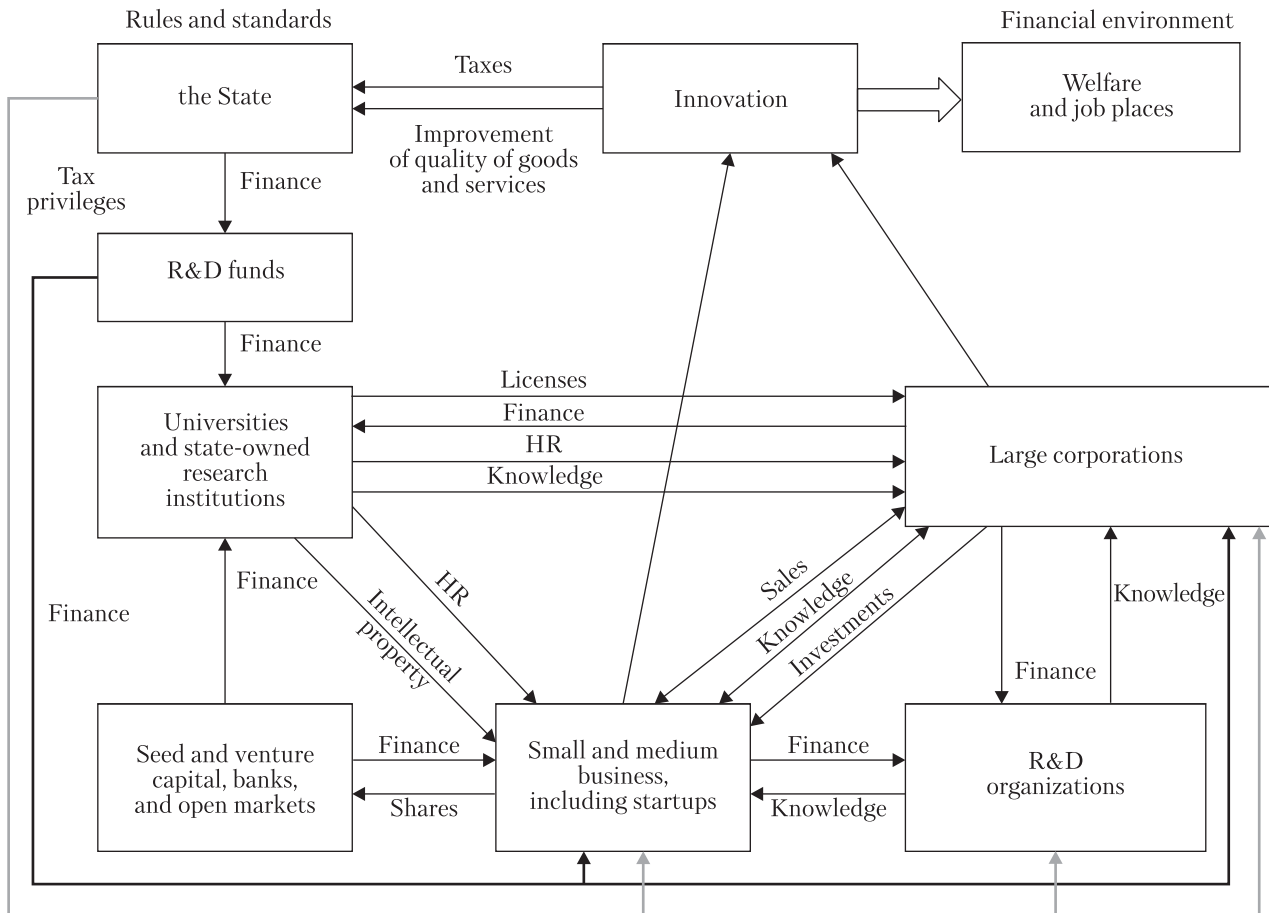 Rules and standards
Financial environment
the State
Taxes
Innovation
Welfare
and job places
Improvement
of quality of goods
and services
Tax
privileges
Finance
R&D funds
Finance
Universities
and state-owned
research
institutions
Licenses
Finance
HR
Knowledge
Large corporations
Finance
Finance
HR
Intellectual
property
Sales
Knowledge
Investments
Knowledge
Finance
Seed and venture
capital, banks,
and open markets
Finance
Shares
Small and medium
business,
including startups
Finance
Knowledge
R&D
organizations